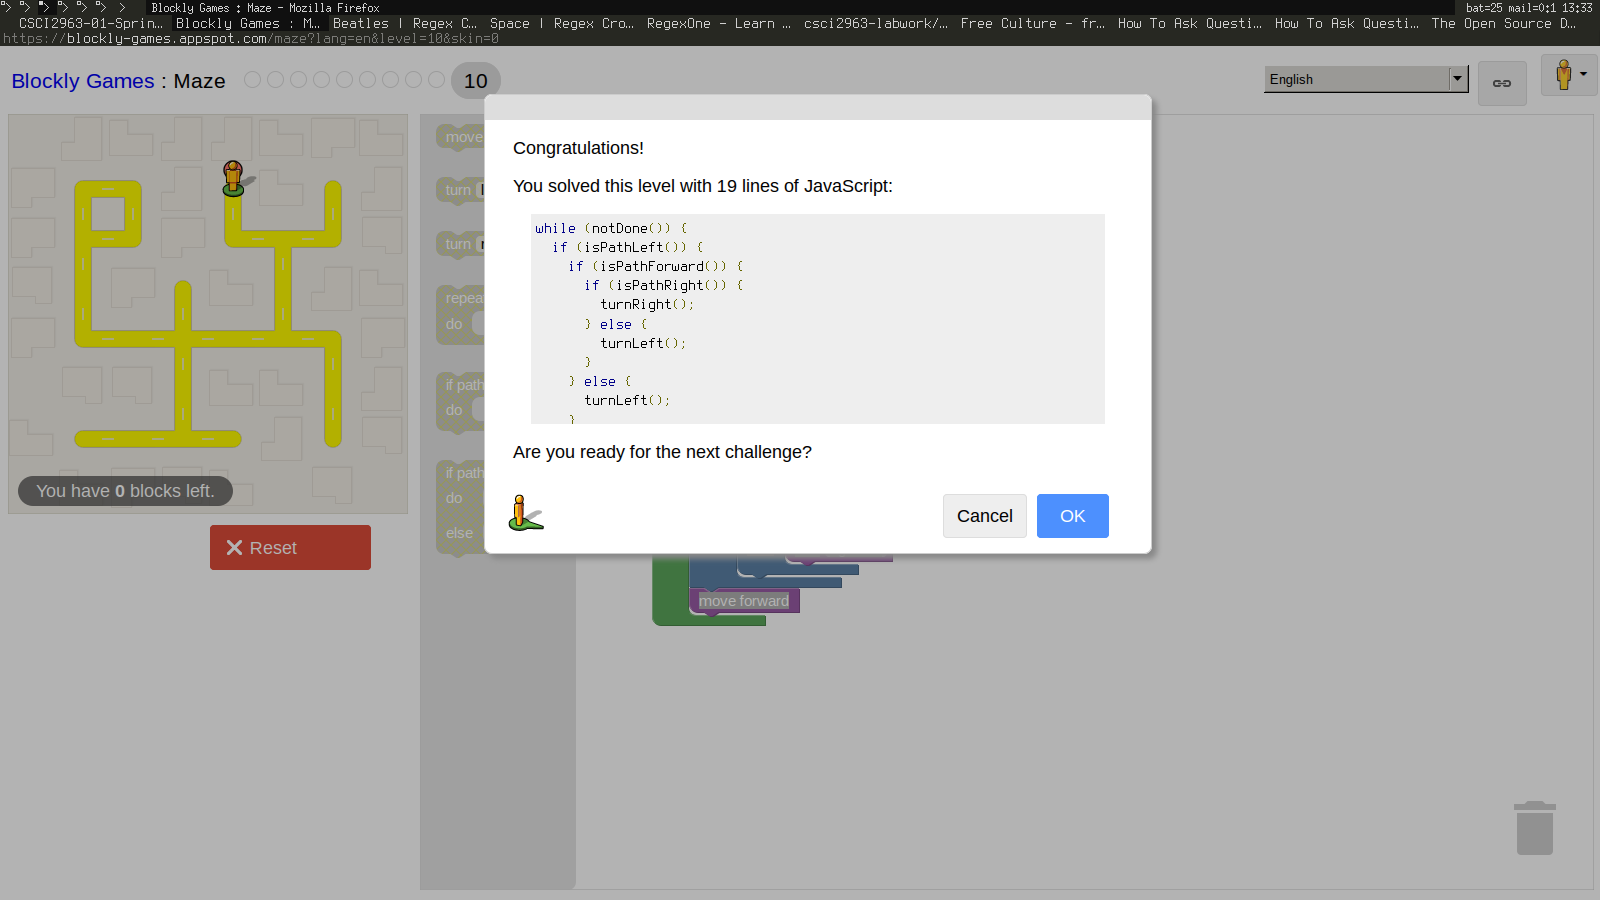 Blockly Games : Maze - Mozilla Firefox
bat=25 mail=0:1 13:33
CSCI2963-01-Sprin… Blockly Games : M… Beatles | Regex C… Space | Regex Cro… RegexOne - Learn … csci2963-labwork/… Free Culture - fr… How To Ask Questi… How To Ask Questi… The Open Source D…
https://blockly-games.appspot.com/maze?lang=en&level=10&skin=0
Blockly Games : Maze 10
English
move
turn
turn
repea
do
if path
do
if path
do
else
Congratulations!
You solved this level with 19 lines of JavaScript:
while (notDone()) {
if (isPathLeft()) {
if (isPathForward()) {
if (isPathRight()) {
turnRight();
} else {
turnLeft();
}
} else {
turnLeft();
}
Are you ready for the next challenge?
Cancel
OK
You have 0 blocks left.
Reset
move forward